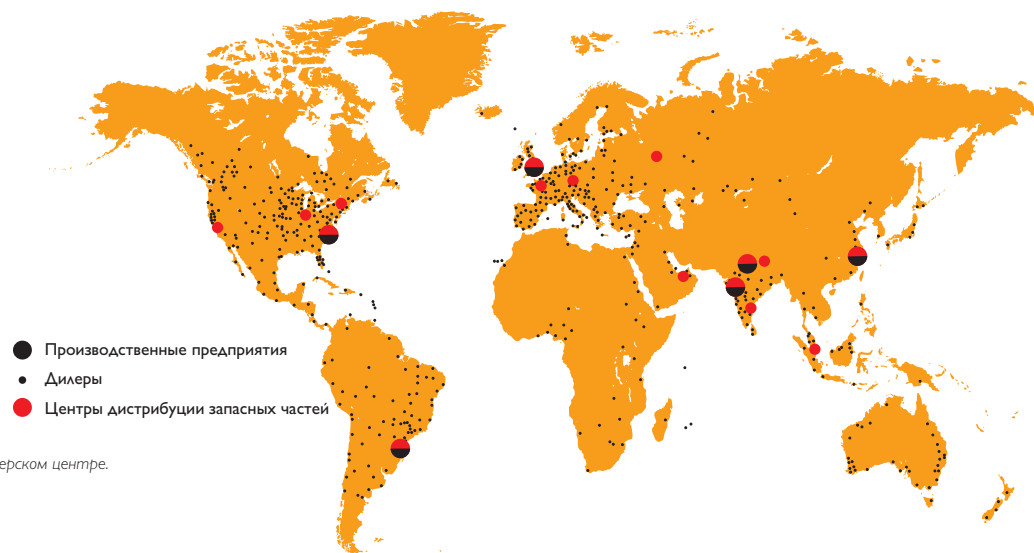 Производственные предприятия
Дилеры
Центры дистрибуции запасных частей
ерском центре.